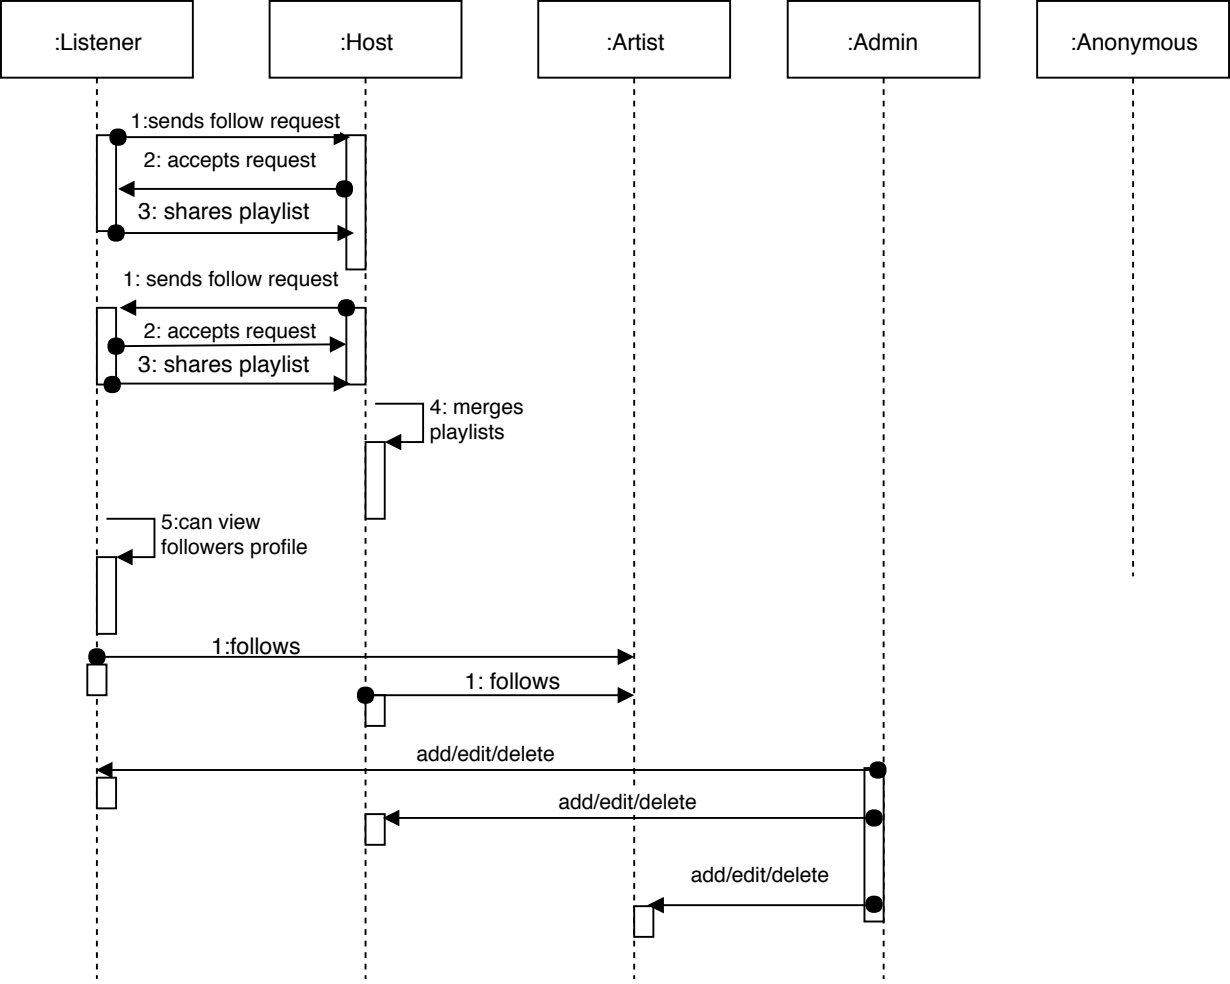 :Listener
:Host
:Artist
:Admin
:Anonymous
1:sends follow request
2: accepts request
3: shares playlist
1: sends follow request
2: accepts request
3: shares playlist
4: merges
playlists
5:can view
followers profile
1:follows
1: follows
add/edit/delete
add/edit/delete
add/edit/delete